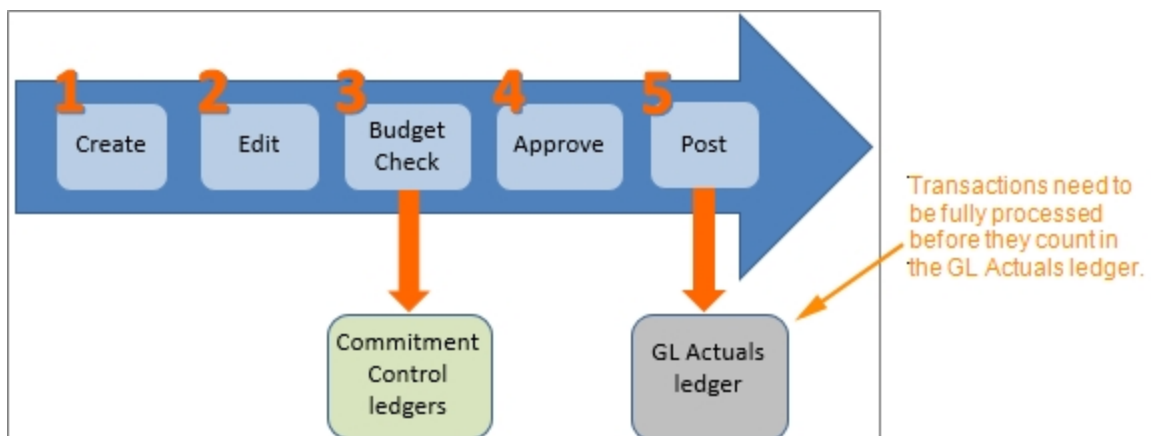 1
2
3
4
5
Create
Edit
Budget
Check
Approve
Post
Transactions need to
be fully processed
before they count in
the GL Actuals ledger.
Commitment
Control
ledgers
GL Actuals
ledger